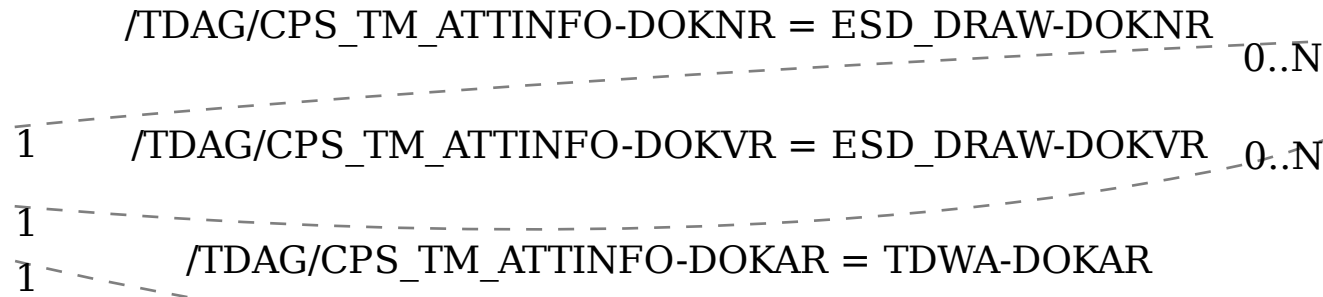 /TDAG/CPS_TM_ATTINFO-DOKNR = ESD_DRAW-DOKNR
0..N
1
/TDAG/CPS_TM_ATTINFO-DOKVR = ESD_DRAW-DOKVR
0..N
1
/TDAG/CPS_TM_ATTINFO-DOKAR = TDWA-DOKAR
1